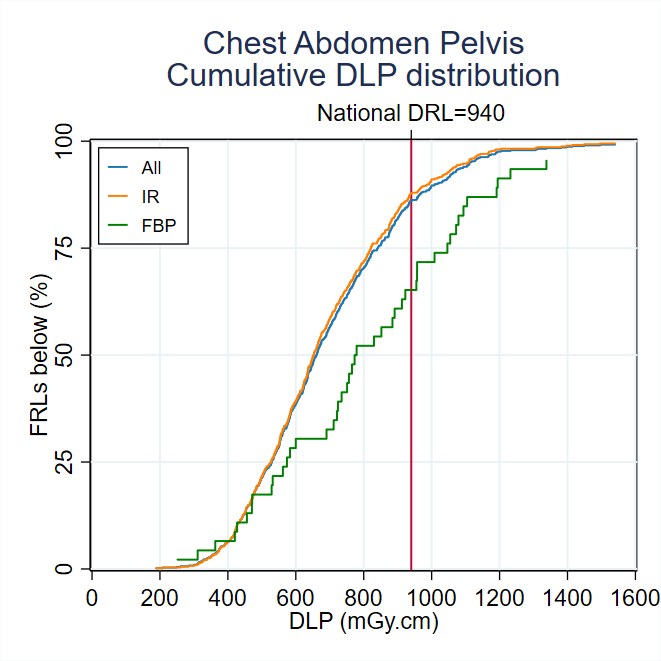 Chest Abdomen Pelvis
Cumulative DLP distribution
National DRL=940
All
IR
FBP
FRLs below (%)
100
75
50
25
0
0 200 400 600 800 1000 1200 1400 1600
DLP (mGy.cm)